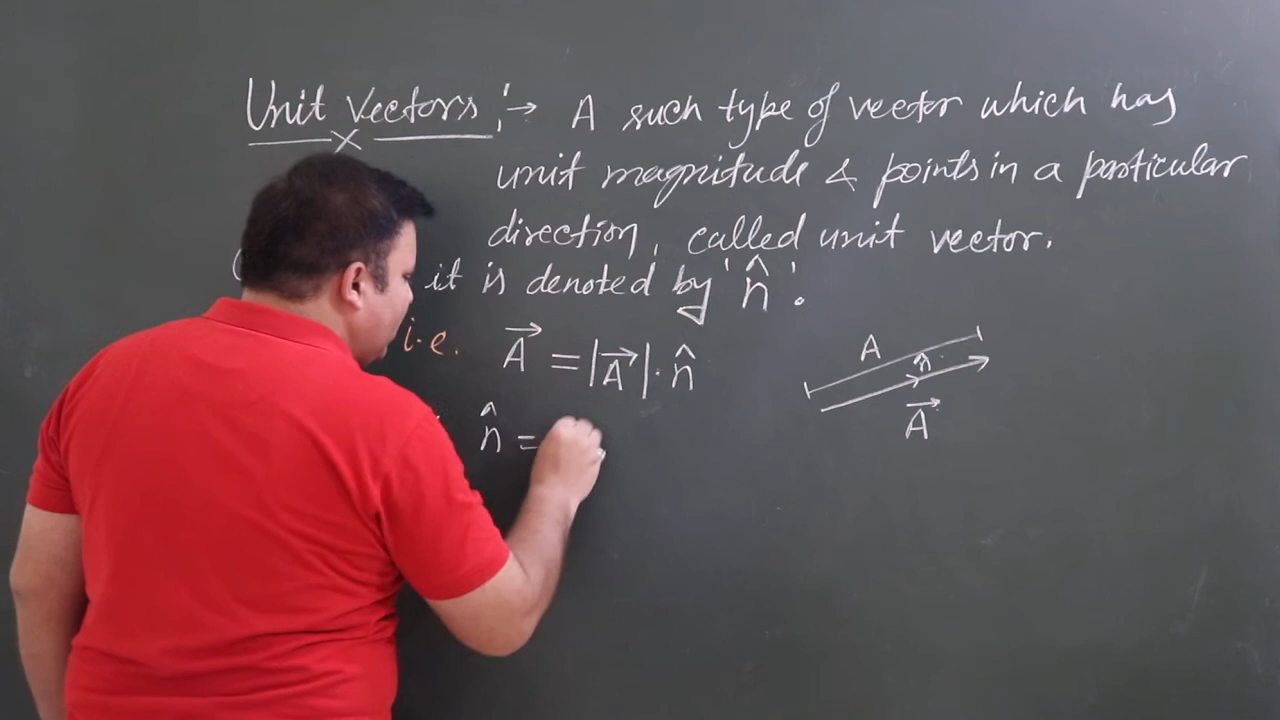 Unit Vectors :→ A such type of vector which has
unit magnitude & points in a particular
direction, called unit vector.
it is denoted by 'n̂'.
i.e. A⃗ = |A⃗|. n̂
n̂ =
A
n̂
A⃗